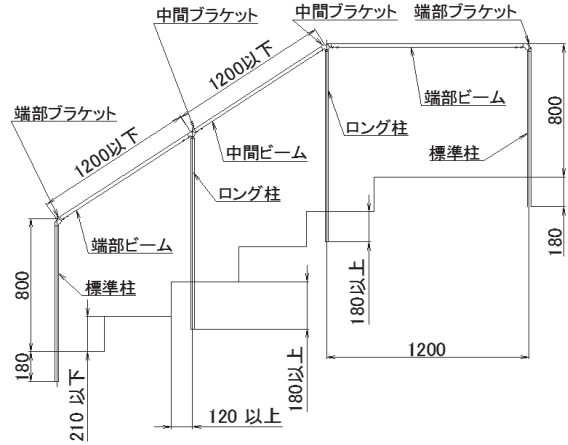 中間ブラケット
中間ブラケット
端部ブラケット
1200以下
端部ブラケット
1200以下
端部ビーム
800
ロング柱
中間ビーム
標準柱
ロング柱
端部ビーム
180
800
標準柱
180以上
180
1200
180以上
210 以下
120 以上